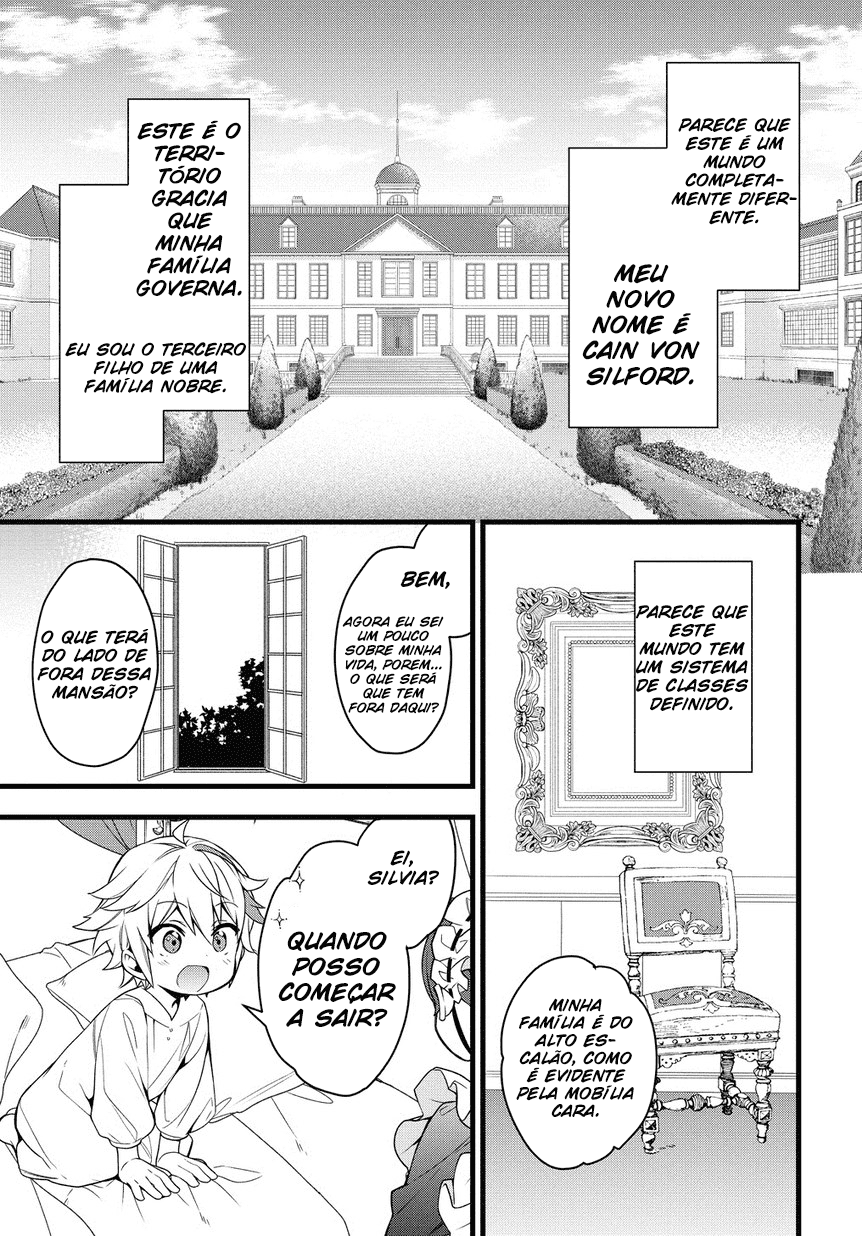 PARECE QUE
ESTE É UM
MUNDO
COMPLETA-
MENTE DIFER-
ENTE.
MEU
NOVO
NOME É
CAIN VON
SILFORD.
ESTE É O
TERRI-
TÓRIO
GRACIA
QUE
MINHA
FAMÍLIA
GOVERNA.
EU SOU O TERCEIRO
FILHO DE UMA
FAMÍLIA NOBRE.
PARECE QUE
ESTE
MUNDO TEM
UM SISTEMA
DE CLASSES
DEFINIDO.
MINHA
FAMÍLIA É DO
ALTO ES-
CALÃO, COMO
É EVIDENTE
PELA MOBÍLIA
CARA.
BEM,
AGORA EU SEI
UM POUCO
SOBRE MINHA
VIDA, POREM...
O QUE SERÁ
QUE TEM
FORA DAQUI?
O QUE TERÁ
DO LADO DE
FORA DESSA
MANSÃO?
EI,
SILVIA?
QUANDO
POSSO
COMEÇAR
A SAIR?